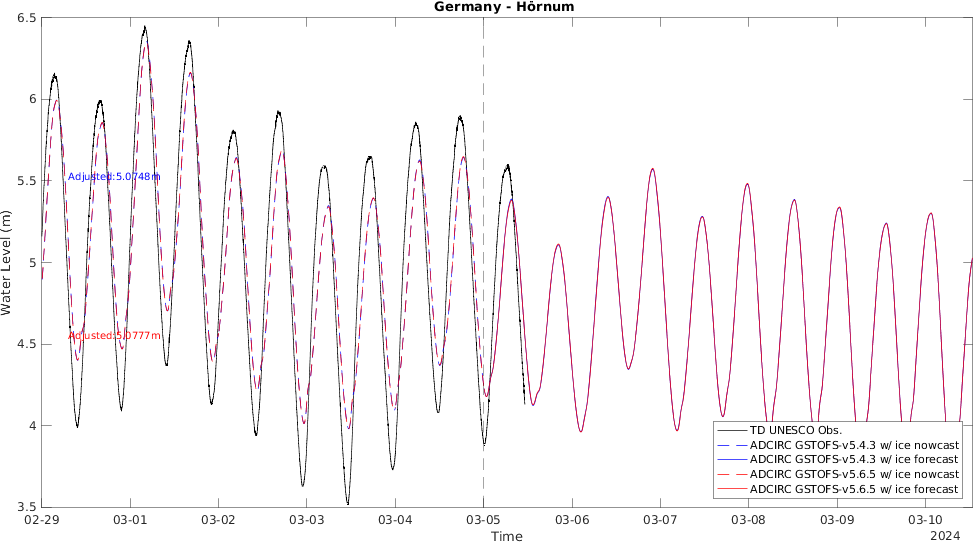 Germany - Hörnum
Water Level (m)
6.5
6
5.5
5
4.5
4
3.5
Adjusted:5.0748m
Adjusted:5.0777m
TD UNESCO Obs.
ADCIRC GSTOFS-v5.4.3 w/ ice nowcast
ADCIRC GSTOFS-v5.4.3 w/ ice forecast
ADCIRC GSTOFS-v5.6.5 w/ ice nowcast
ADCIRC GSTOFS-v5.6.5 w/ ice forecast
02-29 03-01 03-02 03-03 03-04 03-05 03-06 03-07 03-08 03-09 03-10
Time
2024